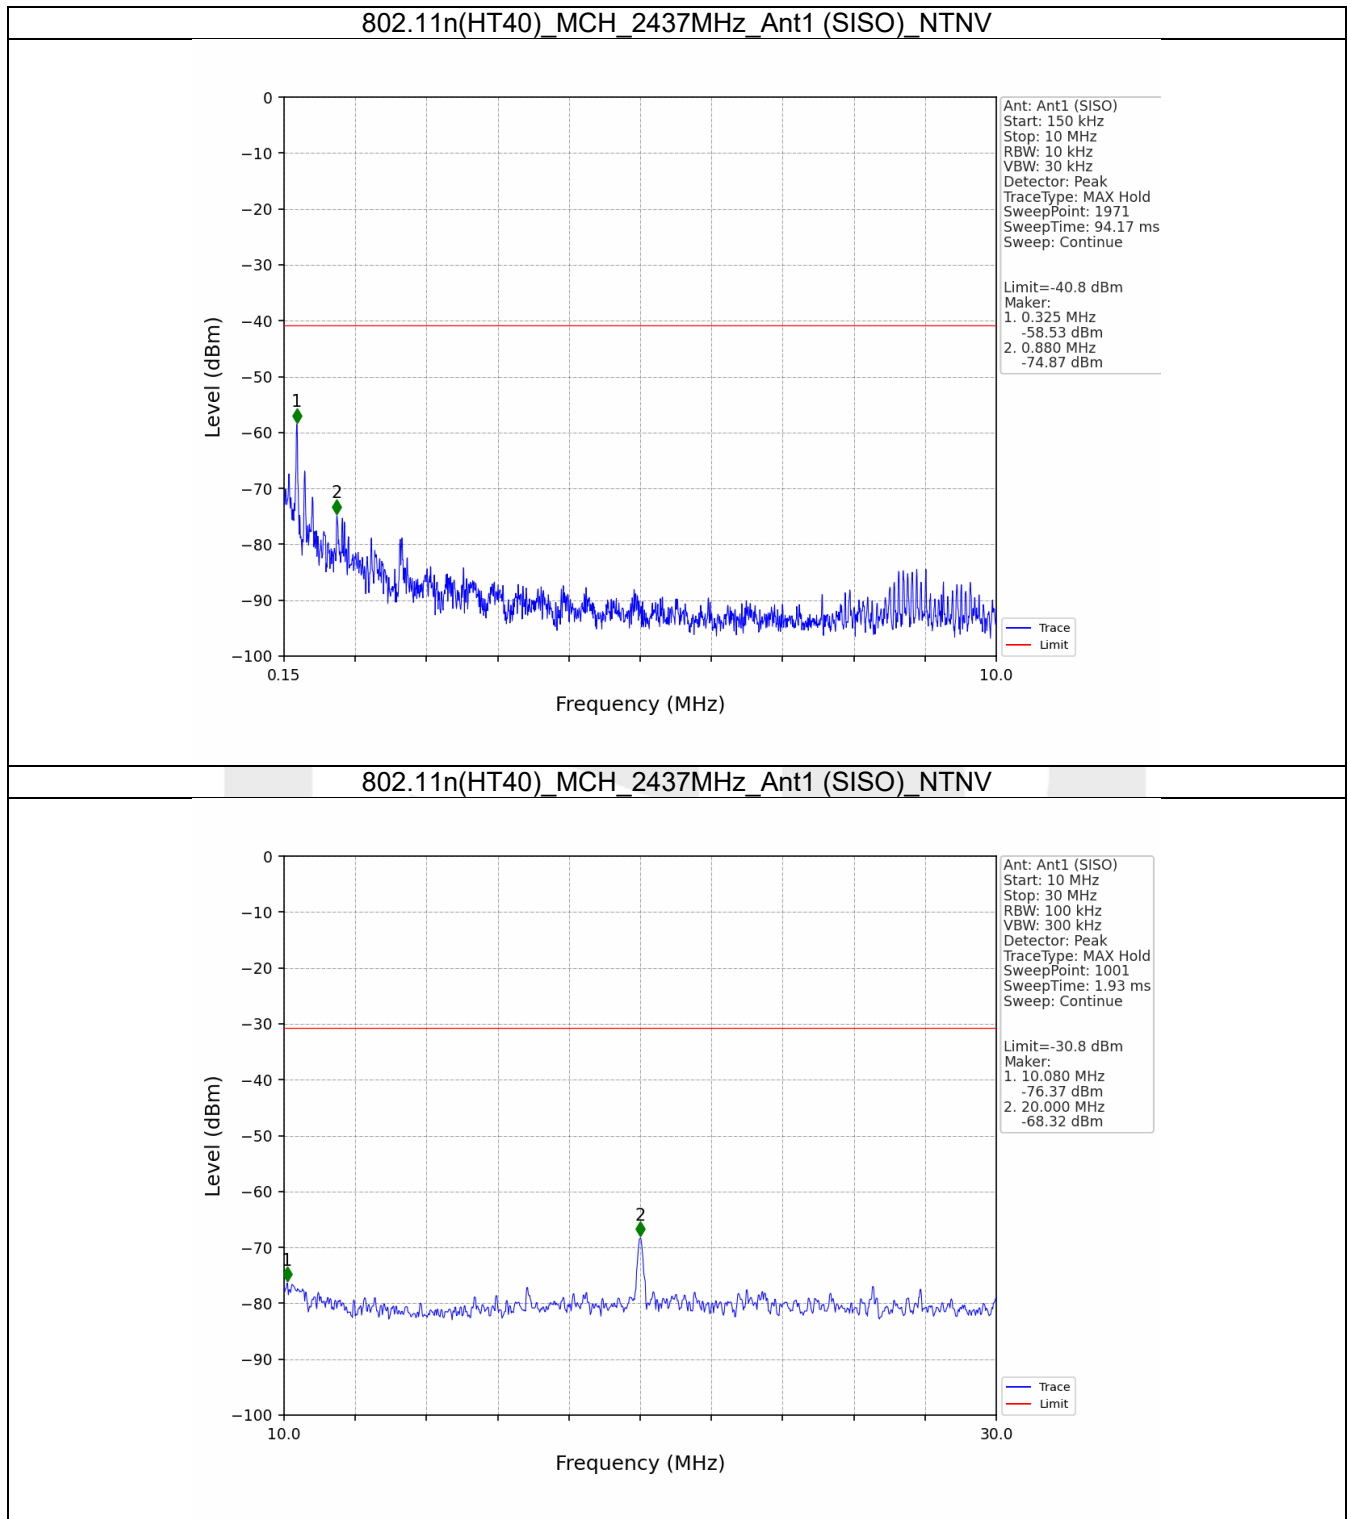 802.11n(HT40)_MCH_2437MHz_Ant1 (SISO)_NTNV
0
−10
−20
−30
−40
−50
−60
−70
−80
−90
−100
Level (dBm)
1
2
0.15
10.0
Frequency (MHz)
Ant: Ant1 (SISO)
Start: 150 kHz
Stop: 10 MHz
RBW: 10 kHz
VBW: 30 kHz
Detector: Peak
TraceType: MAX Hold
SweepPoint: 1971
SweepTime: 94.17 ms
Sweep: Continue
Limit=-40.8 dBm
Maker:
1. 0.325 MHz
-58.53 dBm
2. 0.880 MHz
-74.87 dBm
Trace
Limit
802.11n(HT40)_MCH_2437MHz_Ant1 (SISO)_NTNV
0
−10
−20
−30
−40
−50
−60
−70
−80
−90
−100
Level (dBm)
1
2
10.0
30.0
Frequency (MHz)
Ant: Ant1 (SISO)
Start: 10 MHz
Stop: 30 MHz
RBW: 100 kHz
VBW: 300 kHz
Detector: Peak
TraceType: MAX Hold
SweepPoint: 1001
SweepTime: 1.93 ms
Sweep: Continue
Limit=-30.8 dBm
Maker:
1. 10.080 MHz
-76.37 dBm
2. 20.000 MHz
-68.32 dBm
Trace
Limit